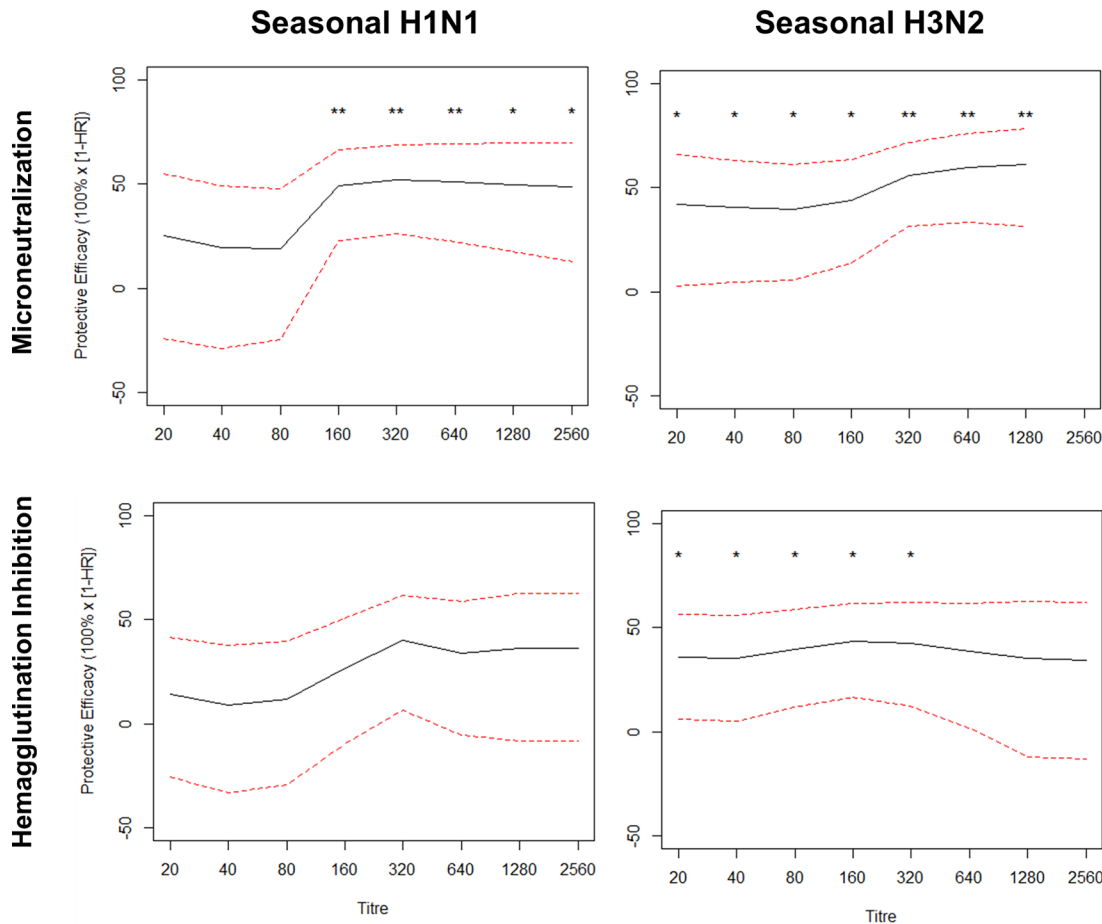 Seasonal H1N1
Seasonal H3N2
Microneutralization
Protective Efficacy (100% x [1-HR])
100
50
0
-50
** ** ** * *
20 40 80 160 320 640 1280 2560
100
50
0
-50
* * * * ** ** **
20 40 80 160 320 640 1280 2560
Hemagglutination Inhibition
Protective Efficacy (100% x [1-HR])
100
50
0
-50
20 40 80 160 320 640 1280 2560
Titre
100
50
0
-50
* * * * *
20 40 80 160 320 640 1280 2560
Titre